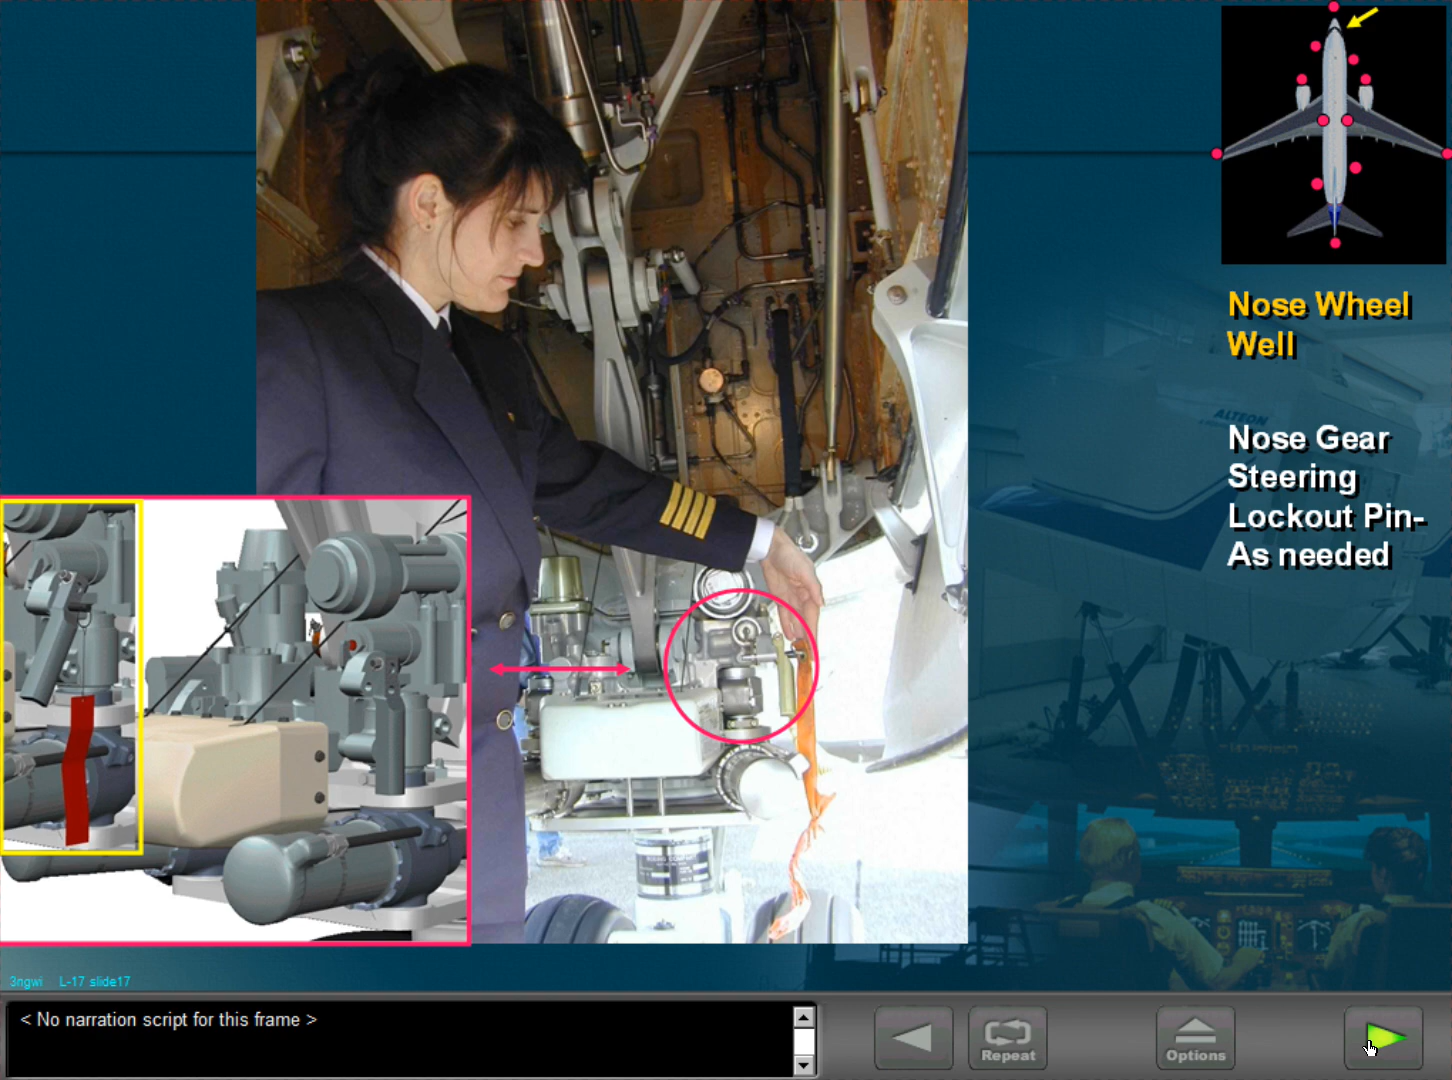 ALTEON
Nose Wheel
Well
Nose Gear
Steering
Lockout Pin-
As needed
3ngwi L-17 slide17
< No narration script for this frame >
Repeat
Options